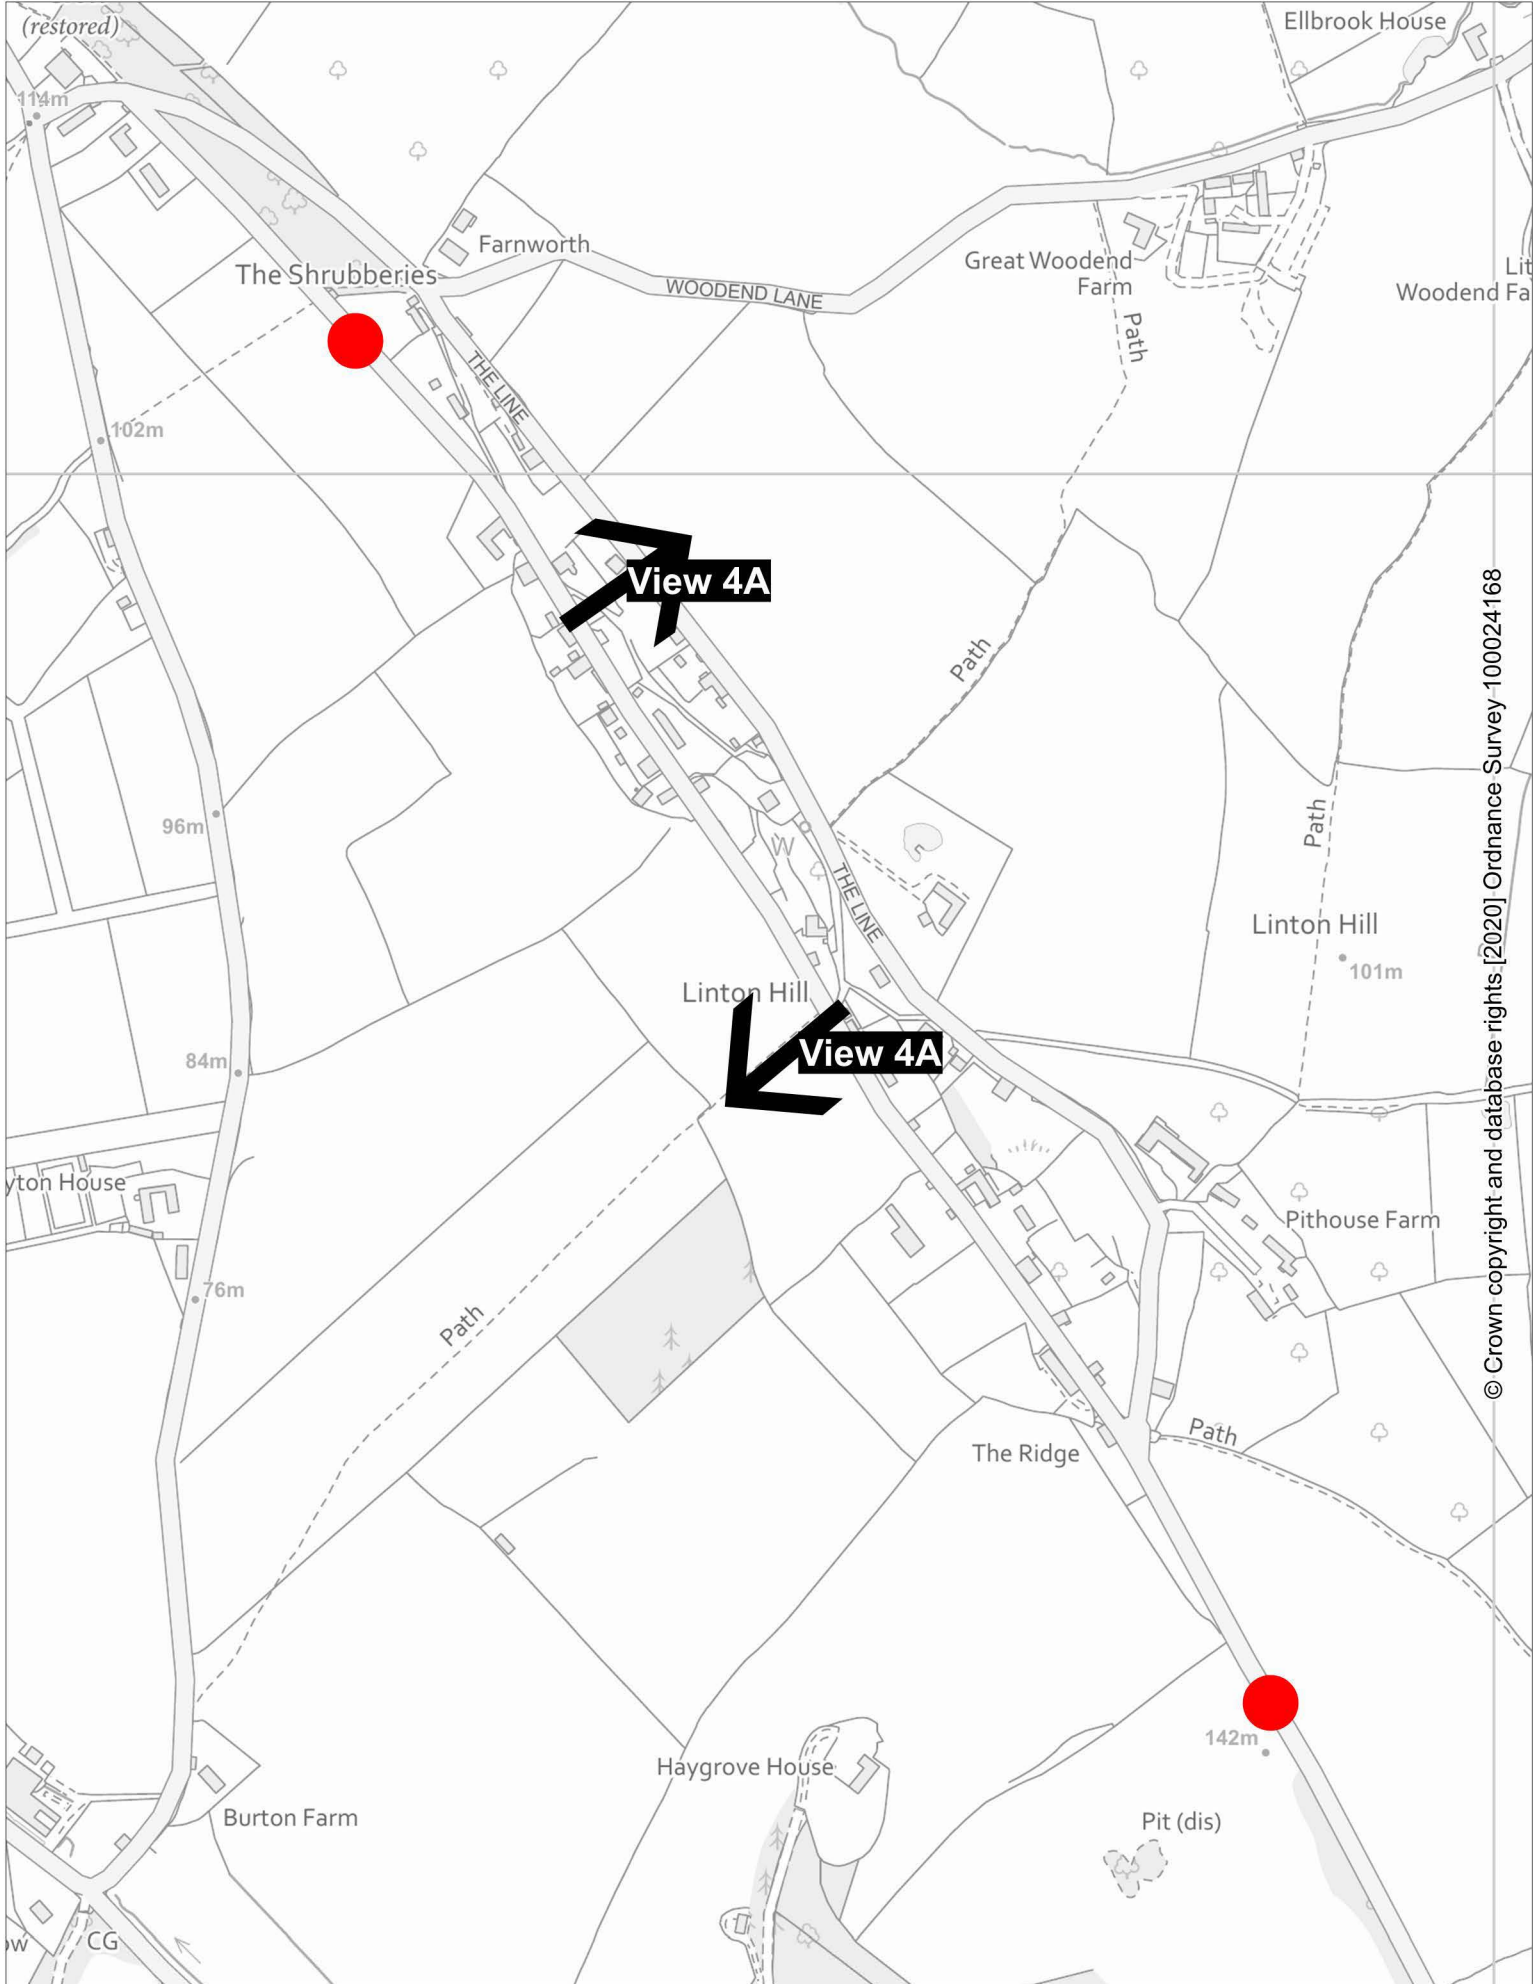 (restored)
Ellbrook House
114m
Farnworth
The Shrubberies
WOODEND LANE
Great Woodend
Farm
Lit
Woodend Fa
Path
THE LINE
102m
View 4A
Path
© Crown copyright and database rights [2020] Ordnance Survey 100024168
96m
W
Path
THE LINE
Linton Hill
101m
Linton Hill
View 4A
84m
yton House
Pithouse Farm
76m
Path
Path
The Ridge
142m
Haygrove House
Burton Farm
Pit (dis)
CG
ow